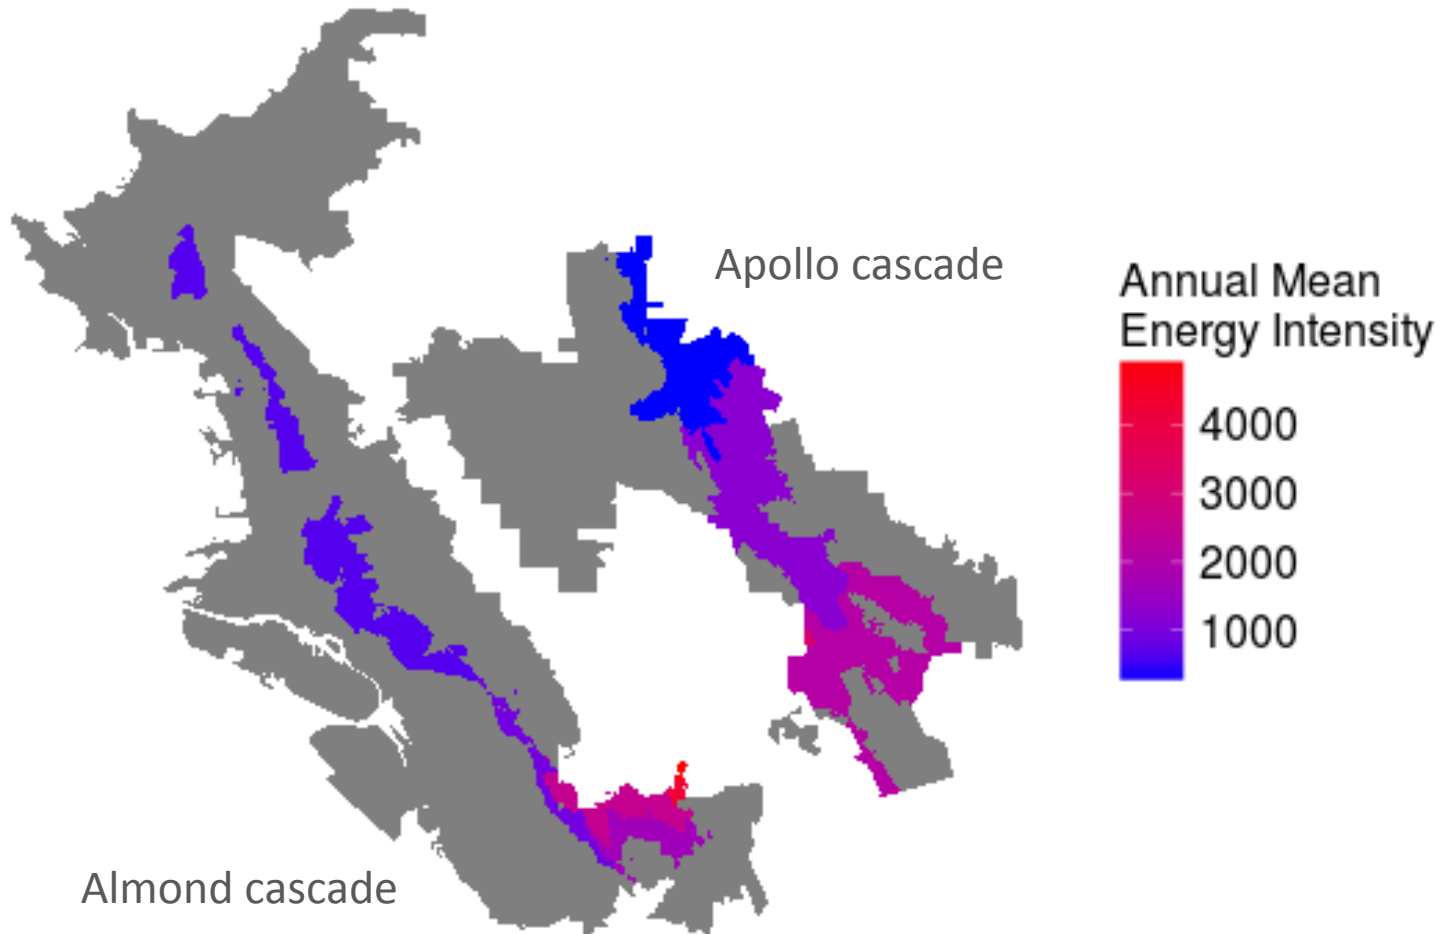 Apollo cascade
Annual Mean
Energy Intensity
4000
3000
2000
1000
Almond cascade